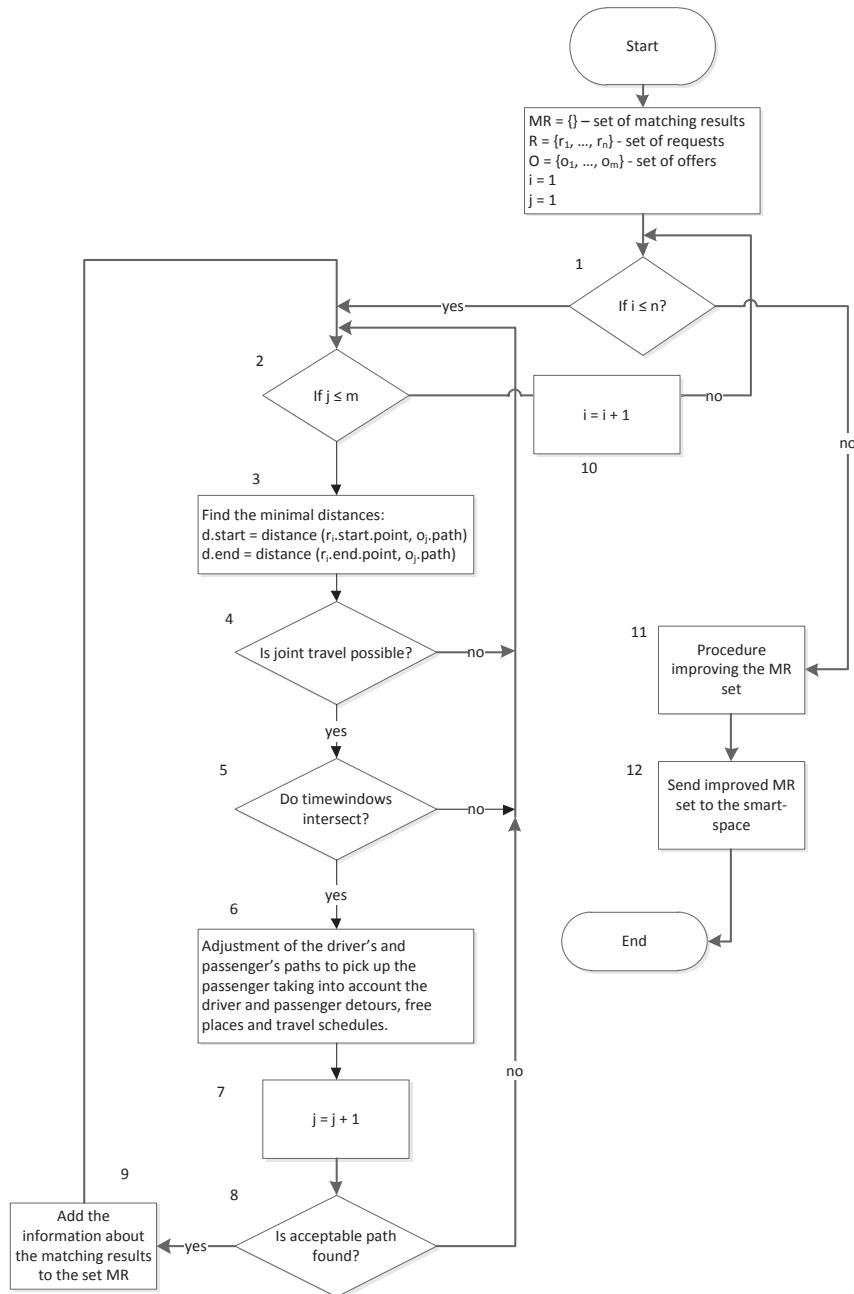 Start
MR = {} – set of matching results
R = {r₁, ..., rₙ} - set of requests
O = {o₁, ..., oₘ} - set of offers
i = 1
j = 1
1
If i ≤ n?
yes
2
If j ≤ m
i = i + 1
no
10
no
3
Find the minimal distances:
d.start = distance (rᵢ.start.point, oⱼ.path)
d.end = distance (rᵢ.end.point, oⱼ.path)
4
Is joint travel possible?
no
yes
11
Procedure
improving the MR
set
5
Do timewindows
intersect?
no
yes
12
Send improved MR
set to the smart-
space
6
Adjustment of the driver’s and
passenger’s paths to pick up the
passenger taking into account the
driver and passenger detours, free
places and travel schedules.
End
no
7
j = j + 1
8
Is acceptable path
found?
yes
9
Add the
information about
the matching results
to the set MR